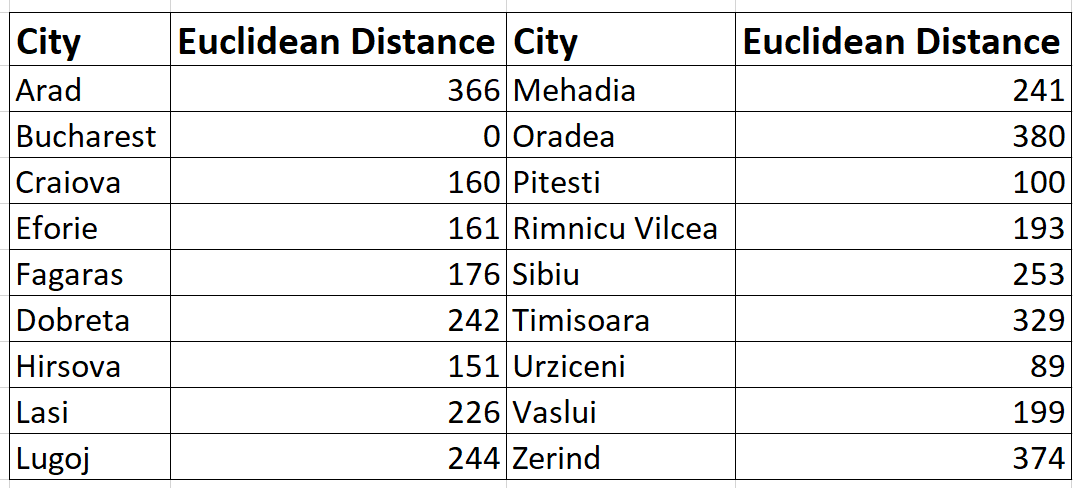 City Euclidean Distance City Euclidean Distance
Arad 366 Mehadia 241
Bucharest 0 Oradea 380
Craiova 160 Pitesti 100
Eforie 161 Rimnicu Vilcea 193
Fagaras 176 Sibiu 253
Dobreta 242 Timisoara 329
Hirsova 151 Urziceni 89
Lasi 226 Vaslui 199
Lugoj 244 Zerind 374